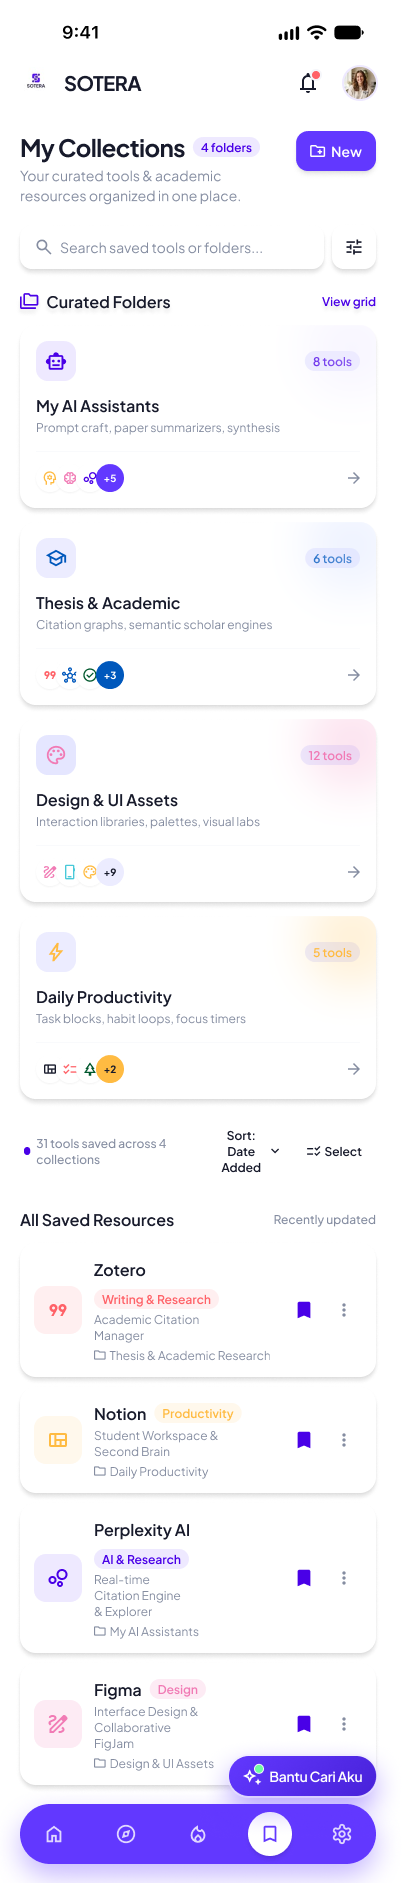 9:41
SOTERA
SOTERA
My Collections
4 folders
New
Your curated tools & academic
resources organized in one place.
Search saved tools or folders...
Curated Folders
View grid
8 tools
My AI Assistants
Prompt craft, paper summarizers, synthesis
+5
6 tools
Thesis & Academic
Citation graphs, semantic scholar engines
+3
12 tools
Design & UI Assets
Interaction libraries, palettes, visual labs
+9
5 tools
Daily Productivity
Task blocks, habit loops, focus timers
+2
31 tools saved across 4
collections
Sort:
Date
Added
Select
All Saved Resources
Recently updated
Zotero
Writing & Research
Academic Citation
Manager
Thesis & Academic Research
Notion
Productivity
Student Workspace &
Second Brain
Daily Productivity
Perplexity AI
AI & Research
Real-time
Citation Engine
& Explorer
My AI Assistants
Figma
Design
Interface Design &
Collaborative
FigJam
Design & UI Assets
Bantu Cari Aku